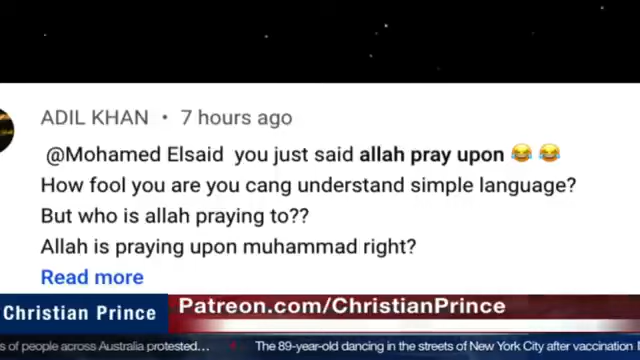 ADIL KHAN • 7 hours ago
@Mohamed Elsaid you just said allah pray upon 😂 😂
How fool you are you cang understand simple language?
But who is allah praying to??
Allah is praying upon muhammad right?
Read more
Christian Prince
Patreon.com/ChristianPrince
s of people across Australia protested...
The 89-year-old dancing in the streets of New York City after vaccination